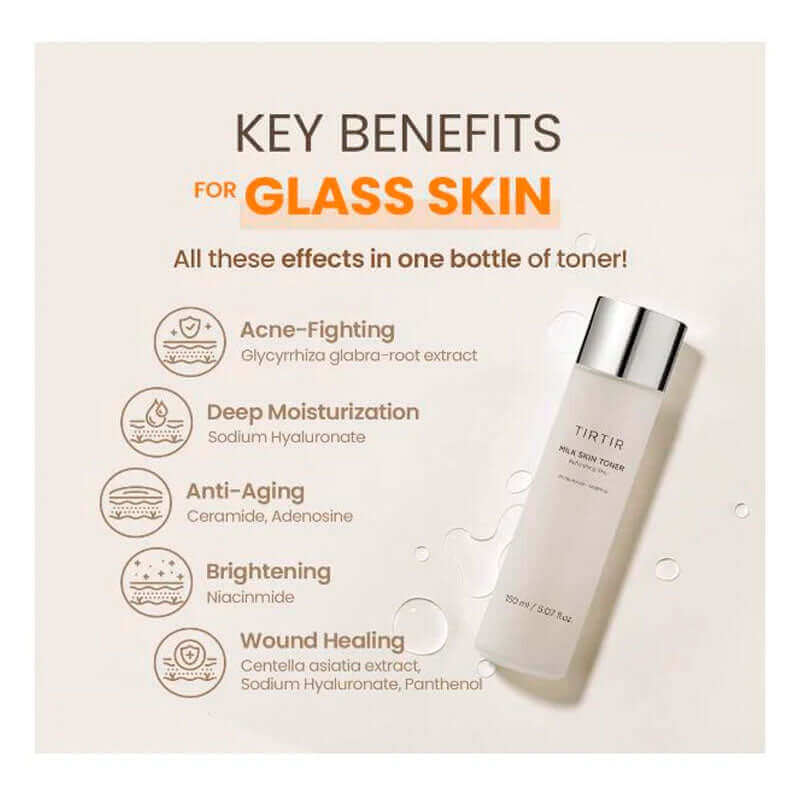 KEY BENEFITS
FOR GLASS SKIN
All these effects in one bottle of toner!
Acne-Fighting
Glycyrrhiza glabra-root extract
Deep Moisturization
Sodium Hyaluronate
Anti-Aging
Ceramide, Adenosine
Brightening
Niacinmide
Wound Healing
Centella asiatia extract,
Sodium Hyaluronate, Panthenol
TIRTIR
MILK SKIN TONER
150 ml / 5.07 fl.oz.